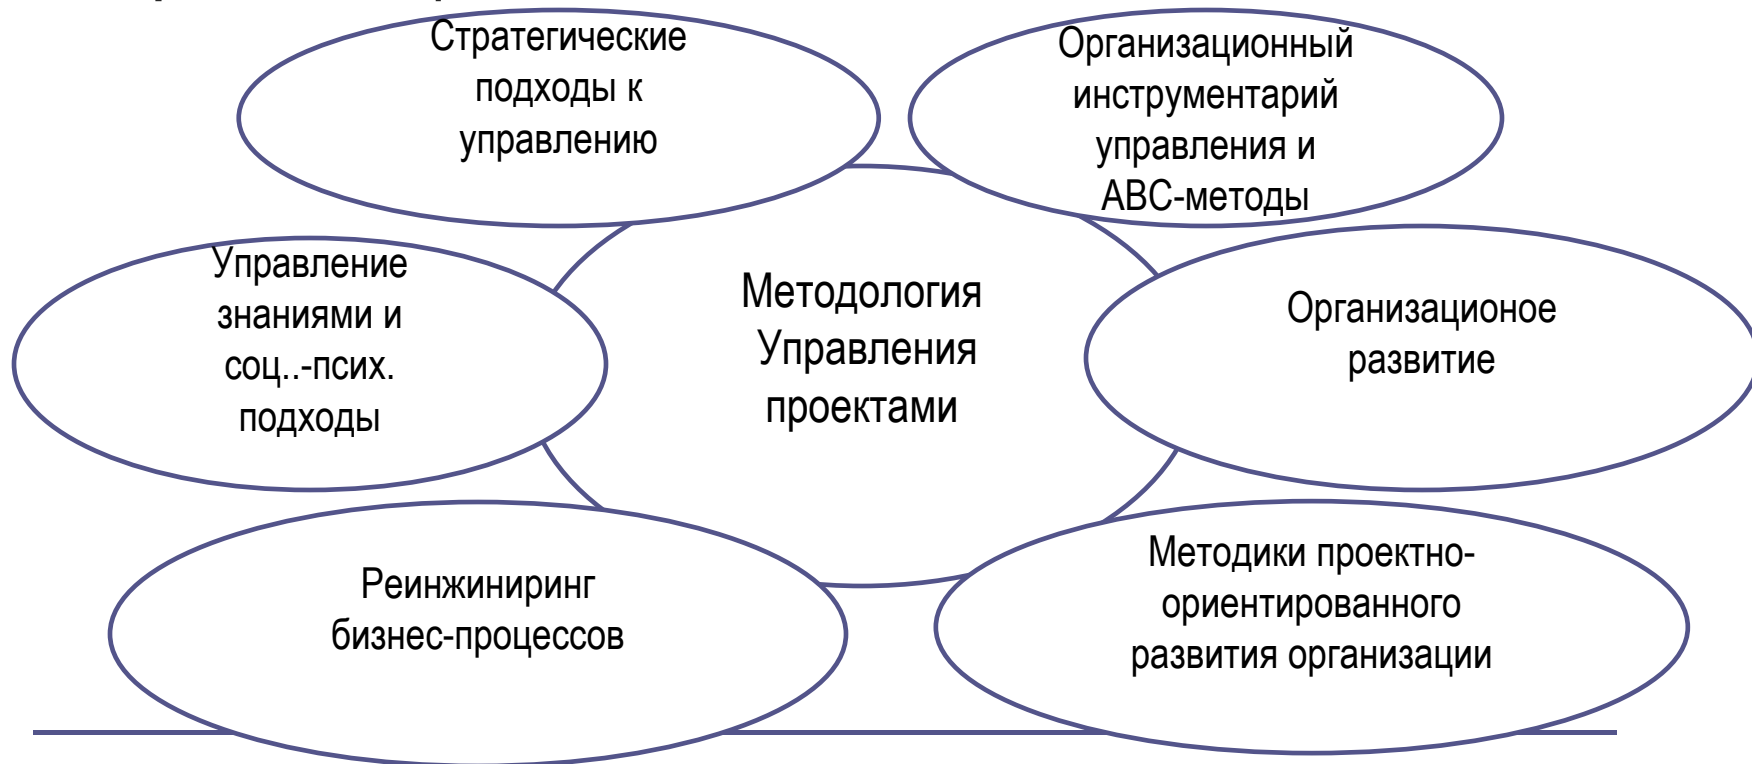 Стратегические
подходы к
управлению
Организационный
инструментарий
управления и
АВС-методы
Управление
знаниями и
соц..-псих.
подходы
Методология
Управления
проектами
Организационое
развитие
Реинжиниринг
бизнес-процессов
Методики проектно-
ориентированного
развития организации